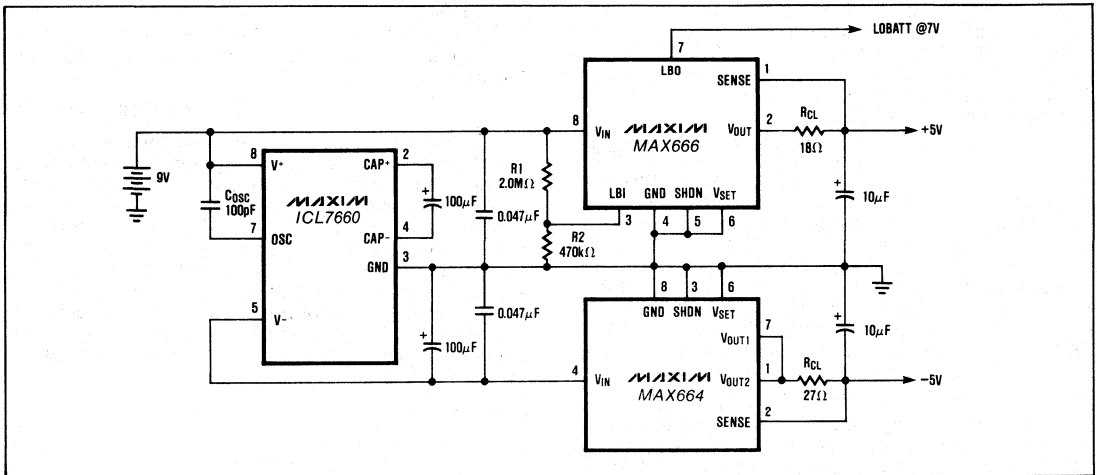 LOBATT @7V
7
LBO
SENSE
1
8
VIN
MAXIM
MAX666
VOUT
2
RCL
18Ω
+5V
9V
8
V+
CAP+
2
COSC
100pF
MAXIM
ICL7660
+
100µF
7
OSC
CAP-
4
GND
3
0.047µF
R1
2.0MΩ
LBI
GND
SHDN
VSET
3
4
5
6
R2
470kΩ
+
10µF
5
V-
+
100µF
0.047µF
8
3
6
GND
SHDN
VSET
7
VOUT1
+
10µF
4
VIN
MAXIM
MAX664
1
VOUT2
RCL
27Ω
-5V
SENSE
2